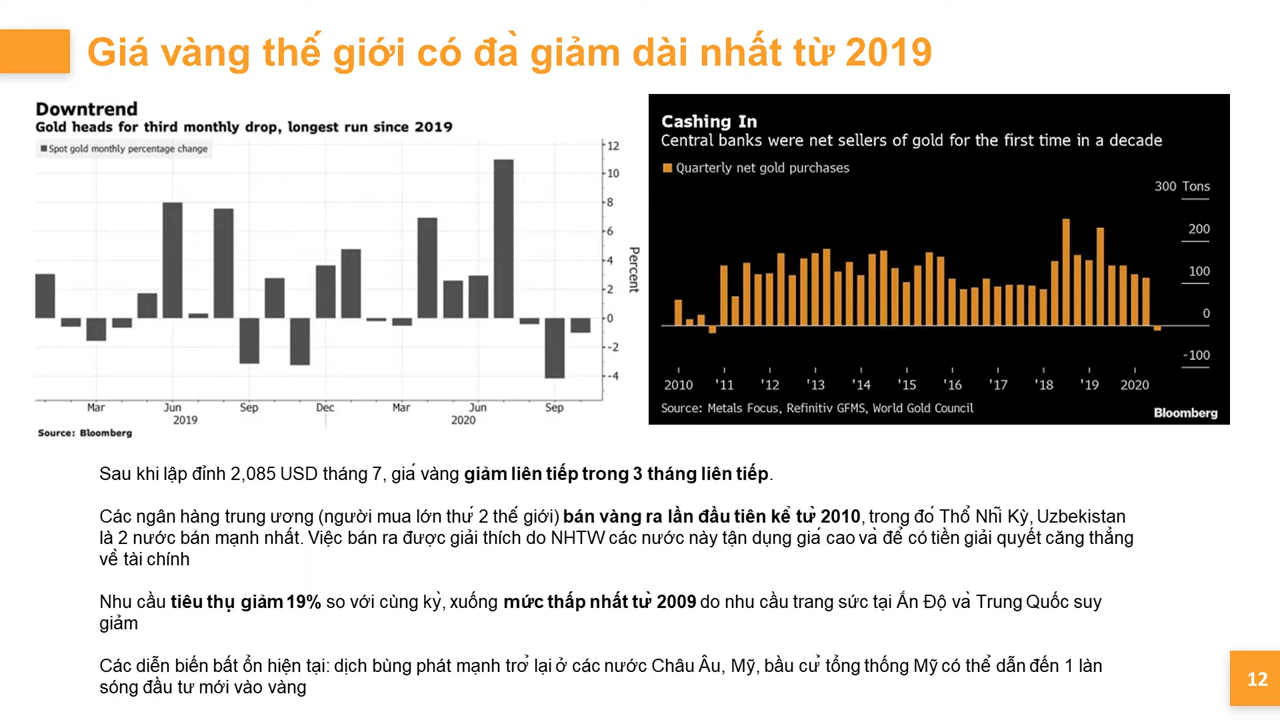 Giá vàng thế giới có đà giảm dài nhất từ 2019
Downtrend
Gold heads for third monthly drop, longest run since 2019
Spot gold monthly percentage change
12
10
8
6
4
2
0
-2
-4
Percent
Mar
Jun
Sep
Dec
Mar
Jun
Sep
2019
2020
Source: Bloomberg
Cashing In
Central banks were net sellers of gold for the first time in a decade
Quarterly net gold purchases
300 Tons
200
100
0
-100
2010 '11 '12 '13 '14 '15 '16 '17 '18 '19 2020
Source: Metals Focus, Refinitiv GFMS, World Gold Council
Bloomberg
Sau khi lập đỉnh 2,085 USD tháng 7, giá vàng giảm liên tiếp trong 3 tháng liên tiếp.
Các ngân hàng trung ương (người mua lớn thứ 2 thế giới) bán vàng ra lần đầu tiên kể từ 2010, trong đó Thổ Nhĩ Kỳ, Uzbekistan
là 2 nước bán mạnh nhất. Việc bán ra được giải thích do NHTW các nước này tận dụng giá cao và để có tiền giải quyết căng thẳng
về tài chính
Nhu cầu tiêu thụ giảm 19% so với cùng kỳ, xuống mức thấp nhất từ 2009 do nhu cầu trang sức tại Ấn Độ và Trung Quốc suy
giảm
Các diễn biến bất ổn hiện tại: dịch bùng phát mạnh trở lại ở các nước Châu Âu, Mỹ, bầu cử tổng thống Mỹ có thể dẫn đến 1 làn
sóng đầu tư mới vào vàng
12